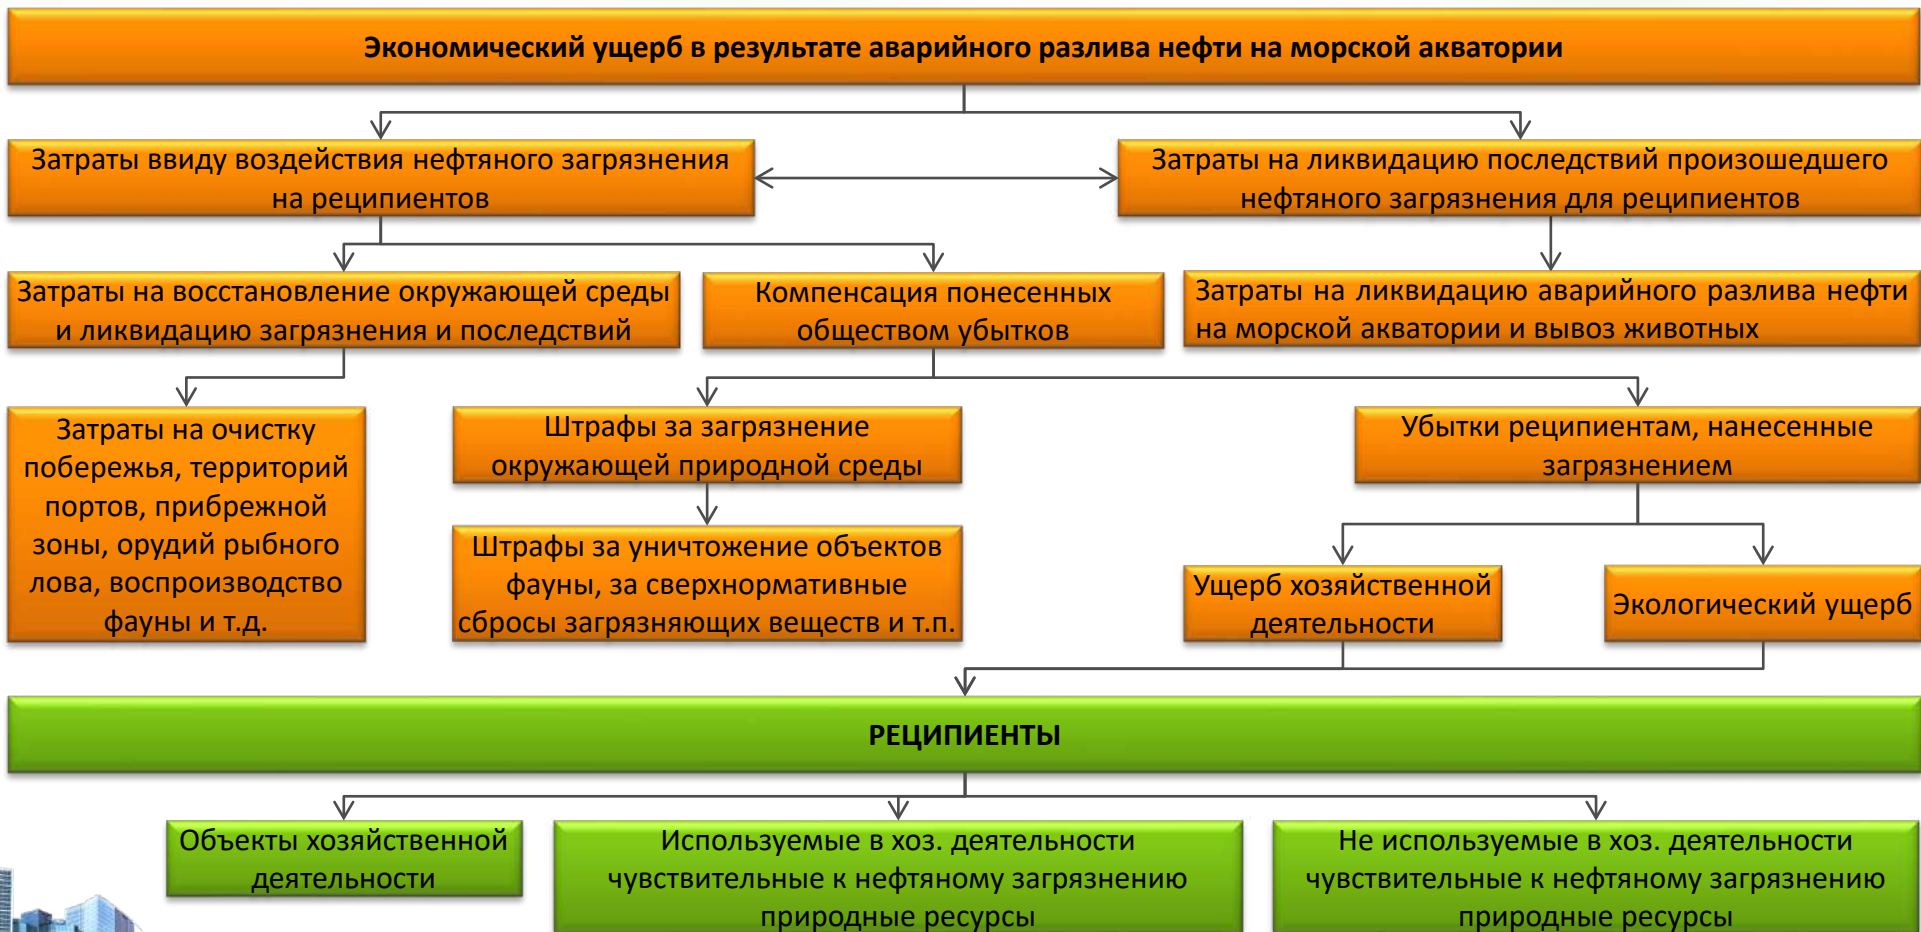 Экономический ущерб в результате аварийного разлива нефти на морской акватории
Затраты ввиду воздействия нефтяного загрязнения
на реципиентов
Затраты на ликвидацию последствий произошедшего
нефтяного загрязнения для реципиентов
Затраты на восстановление окружающей среды
и ликвидацию загрязнения и последствий
Компенсация понесенных
обществом убытков
Затраты на ликвидацию аварийного разлива нефти
на морской акватории и вывоз животных
Затраты на очистку
побережья, территорий
портов, прибрежной
зоны, орудий рыбного
лова, воспроизводство
фауны и т.д.
Штрафы за загрязнение
окружающей природной среды
Убытки реципиентам, нанесенные
загрязнением
Штрафы за уничтожение объектов
фауны, за сверхнормативные
сбросы загрязняющих веществ и т.п.
Ущерб хозяйственной
деятельности
Экологический ущерб
РЕЦИПИЕНТЫ
Объекты хозяйственной
деятельности
Используемые в хоз. деятельности
чувствительные к нефтяному загрязнению
природные ресурсы
Не используемые в хоз. деятельности
чувствительные к нефтяному загрязнению
природные ресурсы